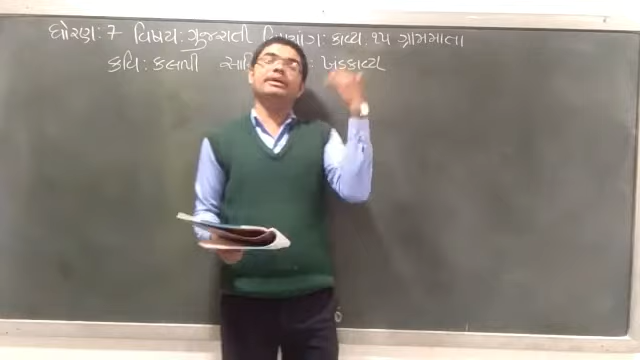 ધોરણ: 7 વિષય: ગુજરાતી કાવ્ય: ૧૫ ગ્રામમાતા
કવિ: કલાપી : ખંડકાવ્ય